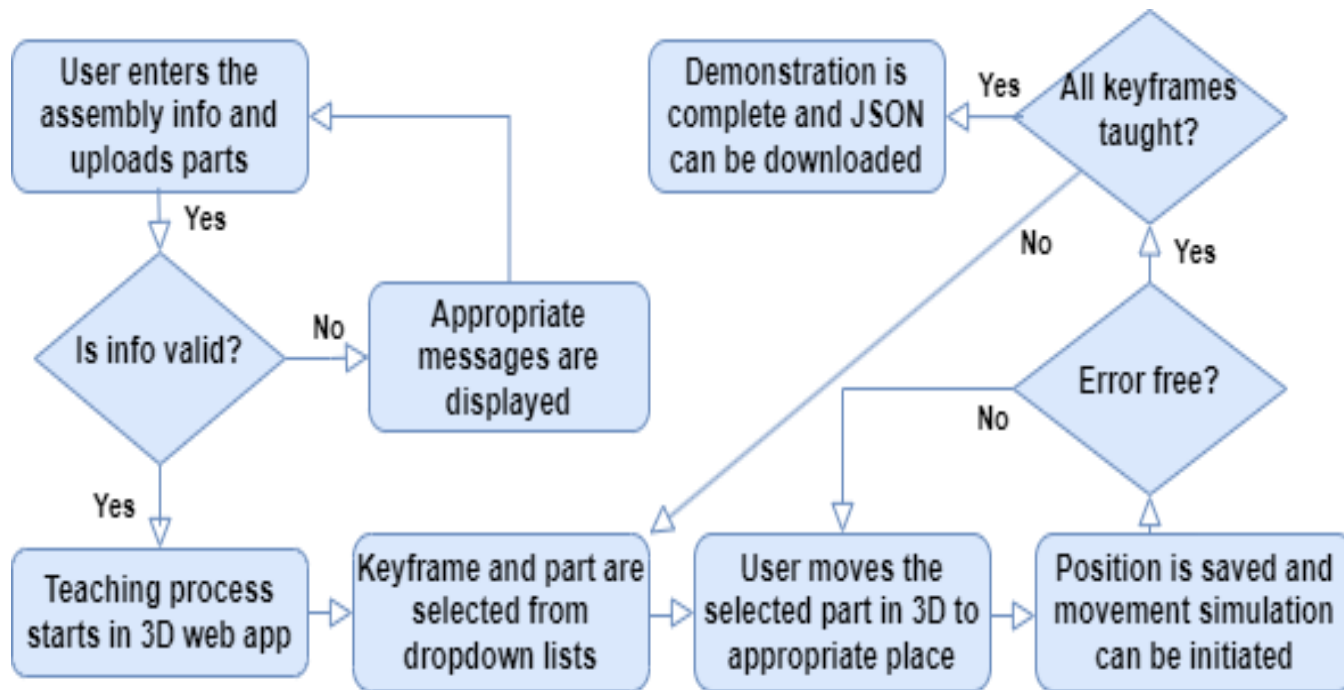 User enters the
assembly info and
uploads parts
Yes
Is info valid?
No
Appropriate
messages are
displayed
Yes
Teaching process
starts in 3D web app
Keyframe and part are
selected from
dropdown lists
User moves the
selected part in 3D to
appropriate place
Position is saved and
movement simulation
can be initiated
Error free?
No
Yes
All keyframes
taught?
No
Yes
Demonstration is
complete and JSON
can be downloaded